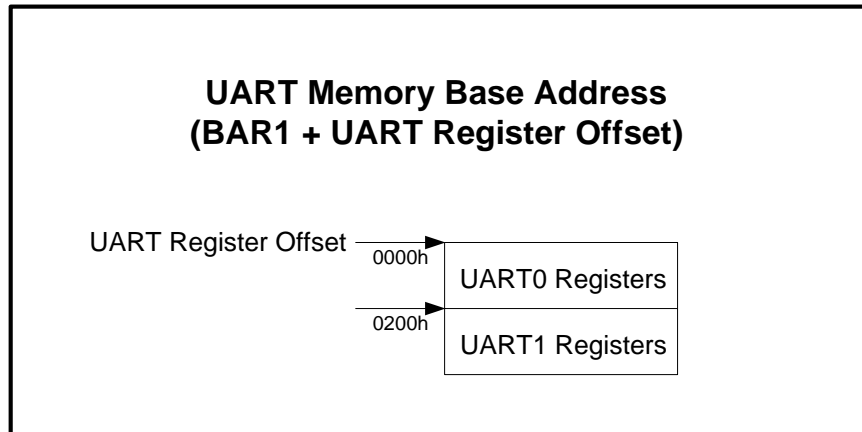 UART Memory Base Address
(BAR1 + UART Register Offset)
UART Register Offset
0000h
UART0 Registers
0200h
UART1 Registers